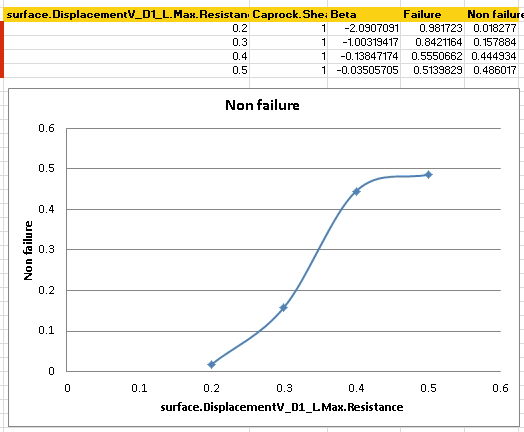 surface.DisplacementV_D1_L.Max.Resistan Caprock.Shea Beta Failure Non failure
0.2 1 -2.0907091 0.981723 0.018277
0.3 1 -1.00319417 0.8421164 0.157884
0.4 1 -0.13847174 0.5550662 0.444934
0.5 1 -0.03505705 0.5139829 0.486017
Non failure
0.6
0.5
0.4
0.3
0.2
0.1
0
Non failure
0 0.1 0.2 0.3 0.4 0.5 0.6
surface.DisplacementV_D1_L.Max.Resistance